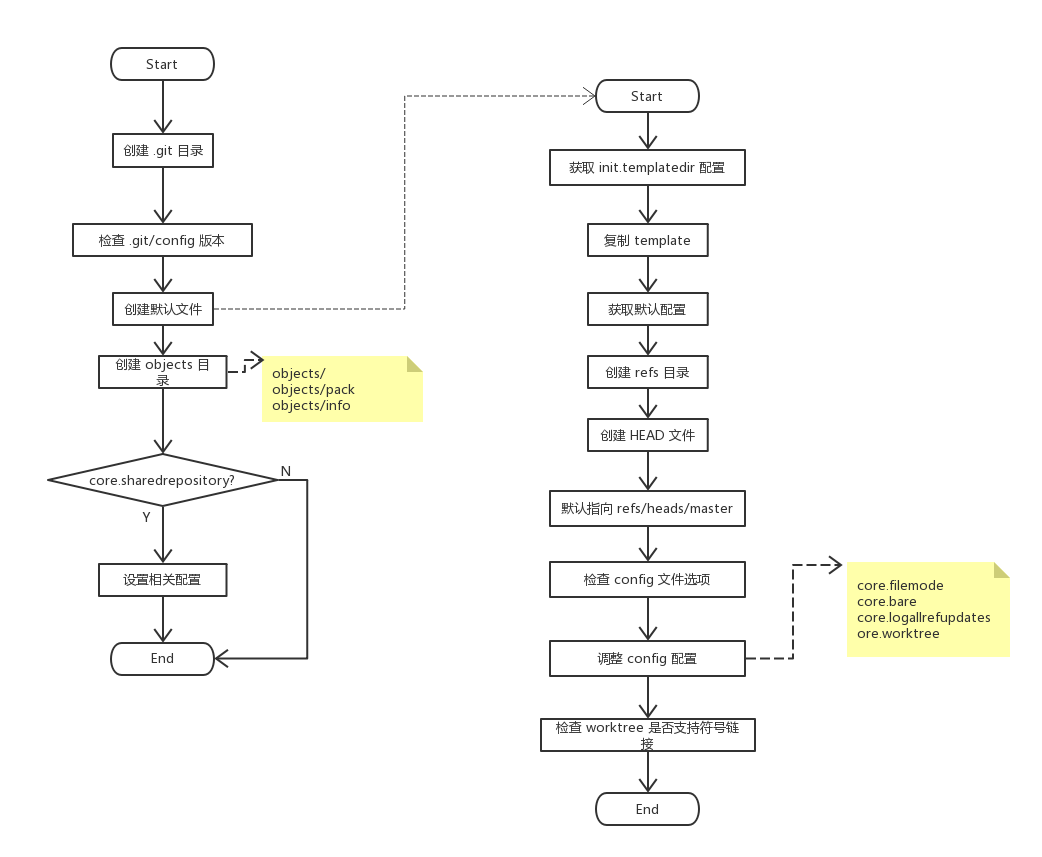 Start
创建 .git 目录
检查 .git/config 版本
创建默认文件
创建 objects 目
录
objects/
objects/pack
objects/info
core.sharedrepository?
N
Y
设置相关配置
End
Start
获取 init.templatedir 配置
复制 template
获取默认配置
创建 refs 目录
创建 HEAD 文件
默认指向 refs/heads/master
检查 config 文件选项
调整 config 配置
core.filemode
core.bare
core.logallrefupdates
ore.worktree
检查 worktree 是否支持符号链
接
End